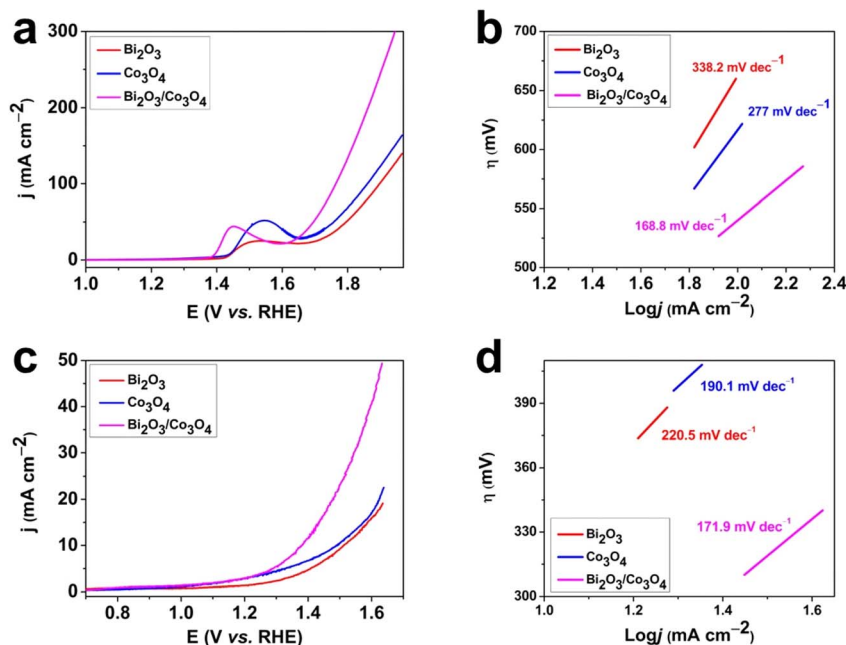 a
300
200
100
0
Bi₂O₃
Co₃O₄
Bi₂O₃/Co₃O₄
j (mA cm⁻²)
1.0 1.2 1.4 1.6 1.8
E (V vs. RHE)
b
700
650
600
550
500
Bi₂O₃
Co₃O₄
Bi₂O₃/Co₃O₄
338.2 mV dec⁻¹
277 mV dec⁻¹
168.8 mV dec⁻¹
η (mV)
1.2 1.4 1.6 1.8 2.0 2.2 2.4
Logj (mA cm⁻²)
c
50
40
30
20
10
0
Bi₂O₃
Co₃O₄
Bi₂O₃/Co₃O₄
j (mA cm⁻²)
0.8 1.0 1.2 1.4 1.6
E (V vs. RHE)
d
390
360
330
300
190.1 mV dec⁻¹
220.5 mV dec⁻¹
171.9 mV dec⁻¹
Bi₂O₃
Co₃O₄
Bi₂O₃/Co₃O₄
η (mV)
1.0 1.2 1.4 1.6
Logj (mA cm⁻²)